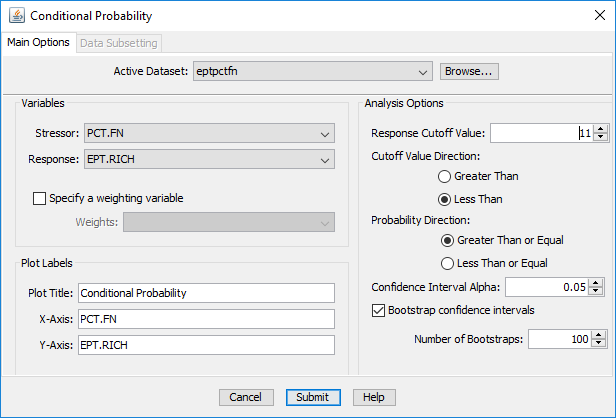 Conditional Probability
Main Options Data Subsetting
Active Dataset: eptpctfn Browse...
Variables
Stressor: PCT.FN
Response: EPT.RICH
Specify a weighting variable
Weights:
Plot Labels
Plot Title: Conditional Probability
X-Axis: PCT.FN
Y-Axis: EPT.RICH
Analysis Options
Response Cutoff Value: 11
Cutoff Value Direction:
Greater Than
Less Than
Probability Direction:
Greater Than or Equal
Less Than or Equal
Confidence Interval Alpha: 0.05
Bootstrap confidence intervals
Number of Bootstraps: 100
Cancel Submit Help